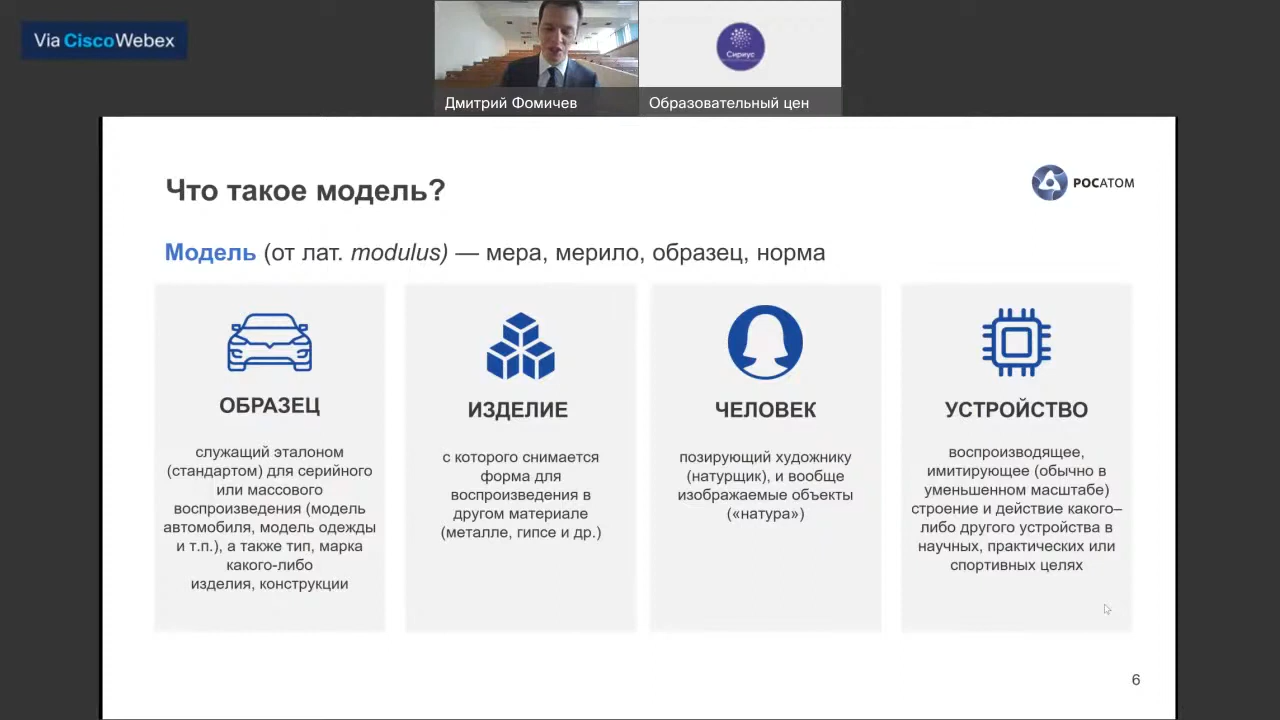 Via CiscoWebex
Дмитрий Фомичев
Образовательный цен
Сириус
Что такое модель?
РОСАТОМ
Модель (от лат. modulus) — мера, мерило, образец, норма
ОБРАЗЕЦ
служащий эталоном
(стандартом) для серийного
или массового
воспроизведения (модель
автомобиля, модель одежды
и т.п.), а также тип, марка
какого-либо
изделия, конструкции
ИЗДЕЛИЕ
с которого снимается
форма для
воспроизведения в
другом материале
(металле, гипсе и др.)
ЧЕЛОВЕК
позирующий художнику
(натурщик), и вообще
изображаемые объекты
(«натура»)
УСТРОЙСТВО
воспроизводящее,
имитирующее (обычно в
уменьшенном масштабе)
строение и действие какого–
либо другого устройства в
научных, практических или
спортивных целях
6